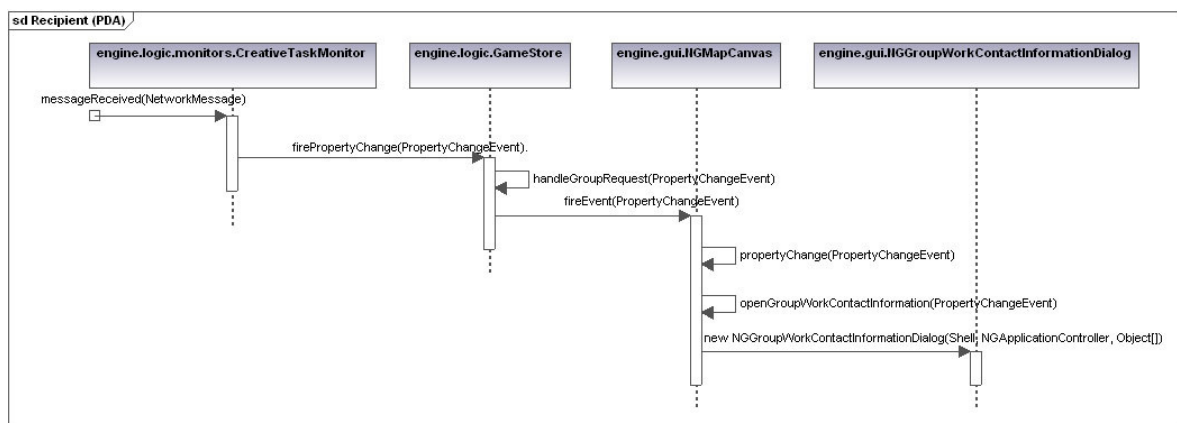 sd Recipient (PDA)
engine.logic.monitors.CreativeTaskMonitor
engine.logic.GameStore
engine.gui.NGMapCanvas
engine.gui.NGGroupWorkContactInformationDialog
messageReceived(NetworkMessage)
firePropertyChange(PropertyChangeEvent).
handleGroupRequest(PropertyChangeEvent)
fireEvent(PropertyChangeEvent)
propertyChange(PropertyChangeEvent)
openGroupWorkContactInformation(PropertyChangeEvent)
new NGGroupWorkContactInformationDialog(Shell, NGApplicationController, Object[])